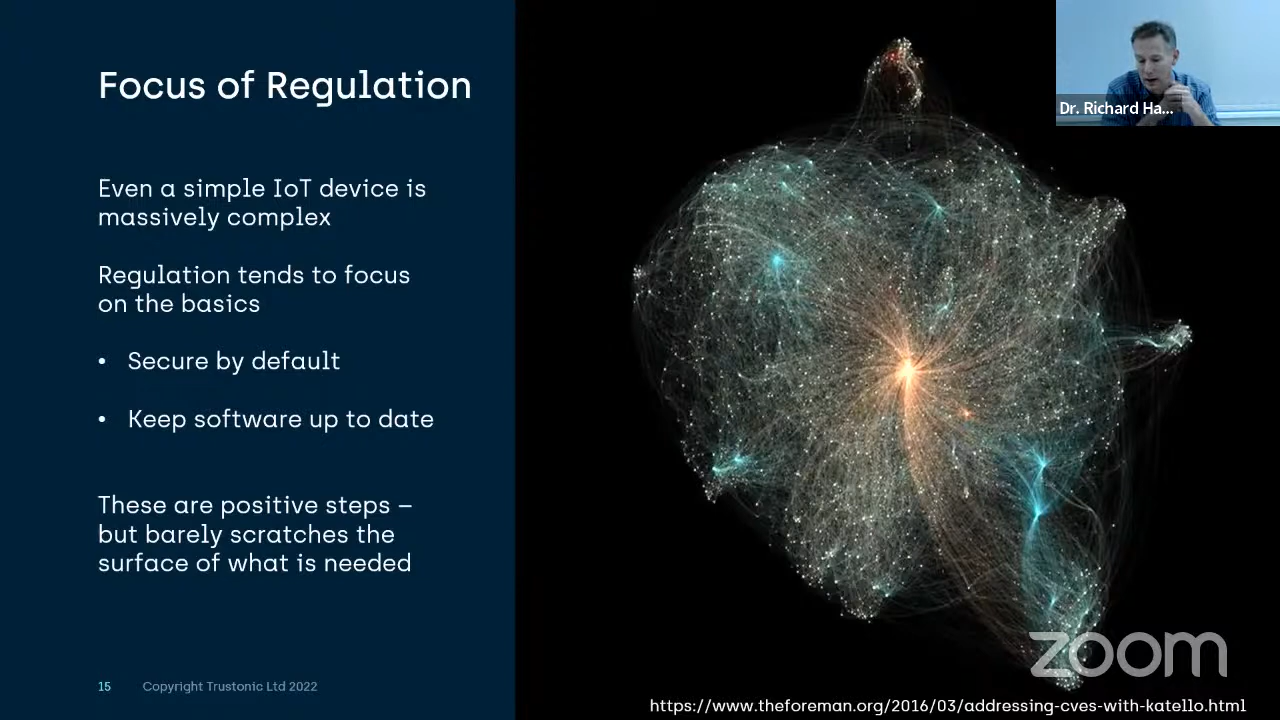 Focus of Regulation
Even a simple IoT device is
massively complex
Regulation tends to focus
on the basics
• Secure by default
• Keep software up to date
These are positive steps –
but barely scratches the
surface of what is needed
15 Copyright Trustonic Ltd 2022
Dr. Richard Ha...
zoom
https://www.theforeman.org/2016/03/addressing-cves-with-katello.html